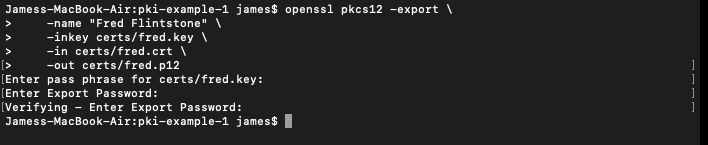 Jamess-MacBook-Air:pki-example-1 james$ openssl pkcs12 -export \
>     -name "Fred Flintstone" \
>     -inkey certs/fred.key \
>     -in certs/fred.crt \
[>     -out certs/fred.p12 ]
[Enter pass phrase for certs/fred.key: ]
[Enter Export Password: ]
[Verifying - Enter Export Password: ]
Jamess-MacBook-Air:pki-example-1 james$